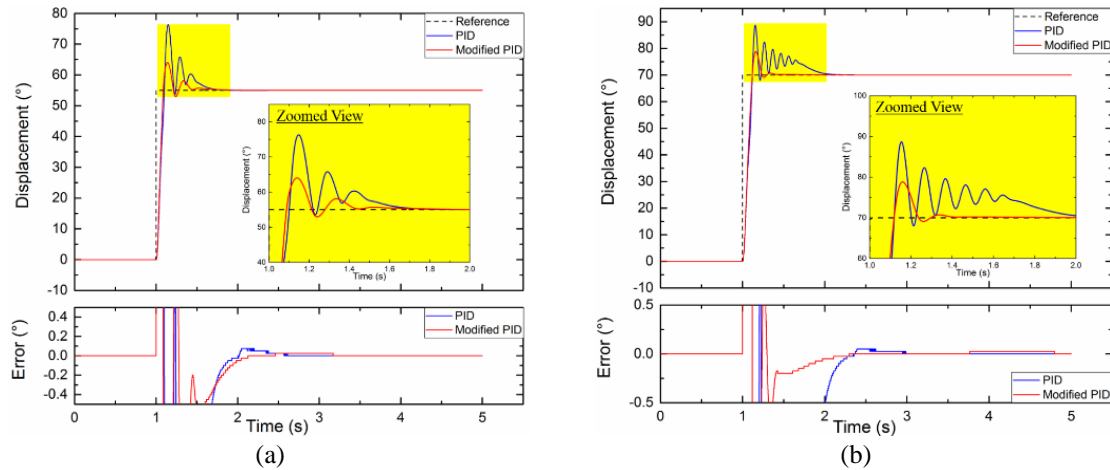 80
70
60
50
40
30
20
10
0
-10
Displacement (°)
Reference
PID
Modified PID
Zoomed View
Displacement (°)
80
70
60
50
40
1.0
1.2
1.4
1.6
1.8
2.0
Time (s)
0.4
0.2
0.0
-0.2
-0.4
Error (°)
PID
Modified PID
0
1
2
3
4
5
Time (s)
(a)
90
80
70
60
50
40
30
20
10
0
-10
Displacement (°)
Reference
PID
Modified PID
Zoomed View
Displacement (°)
100
90
80
70
60
1.0
1.2
1.4
1.6
1.8
2.0
Time (s)
0.5
0.0
-0.5
Error (°)
PID
Modified PID
0
1
2
3
4
5
Time (s)
(b)